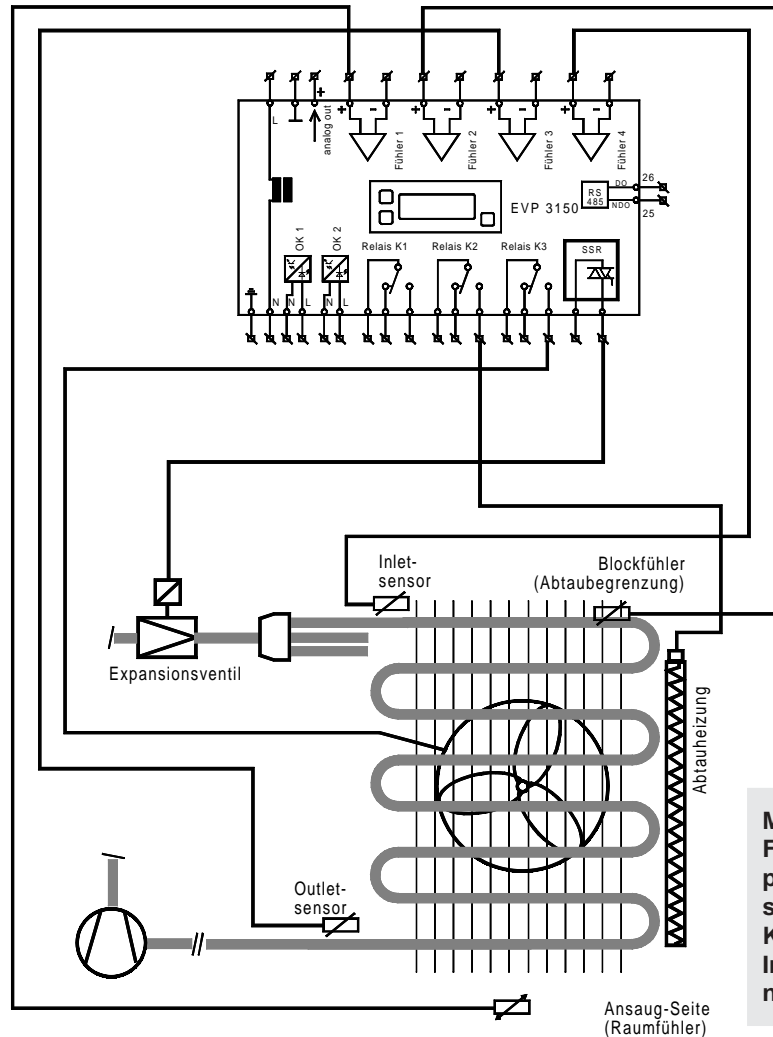 L
+
analog out
+
-
Fühler 1
+
-
Fühler 2
+
-
Fühler 3
+
-
Fühler 4
EVP 3150
RS
485
DO
NDO
26
25
OK 1
OK 2
Relais K1
Relais K2
Relais K3
SSR
N
N
L
N
L
Inlet-
sensor
Blockfühler
(Abtaubegrenzung)
Expansionsventil
Abtauheizung
Outlet-
sensor
Ansaug-Seite
(Raumfühler)
M
F
p
s
K
In
n